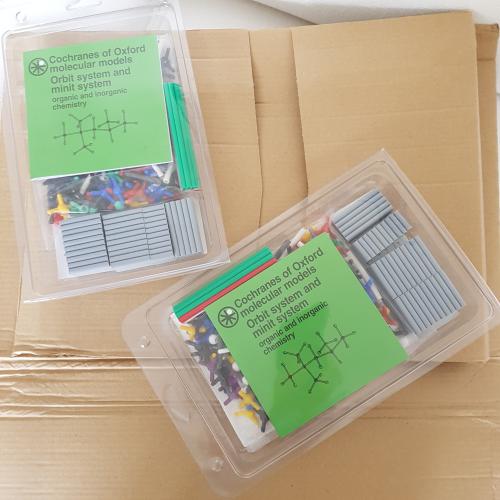 Cochranes of Oxford
molecular models
Orbit system and
minit system
organic and inorganic
chemistry
Cochranes of Oxford
molecular models
Orbit system and
minit system
organic and inorganic
chemistry